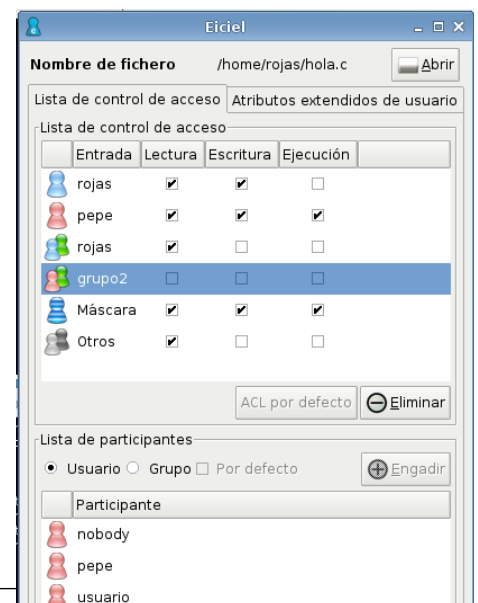 Eiciel
Nombre de fichero /home/rojas/hola.c Abrir
Lista de control de acceso Atributos extendidos de usuario
Lista de control de acceso
Entrada Lectura Escritura Ejecución
rojas
pepe
rojas
grupo2
Máscara
Otros
ACL por defecto Eliminar
Lista de participantes
Usuario Grupo Por defecto Engadir
Participante
nobody
pepe
usuario